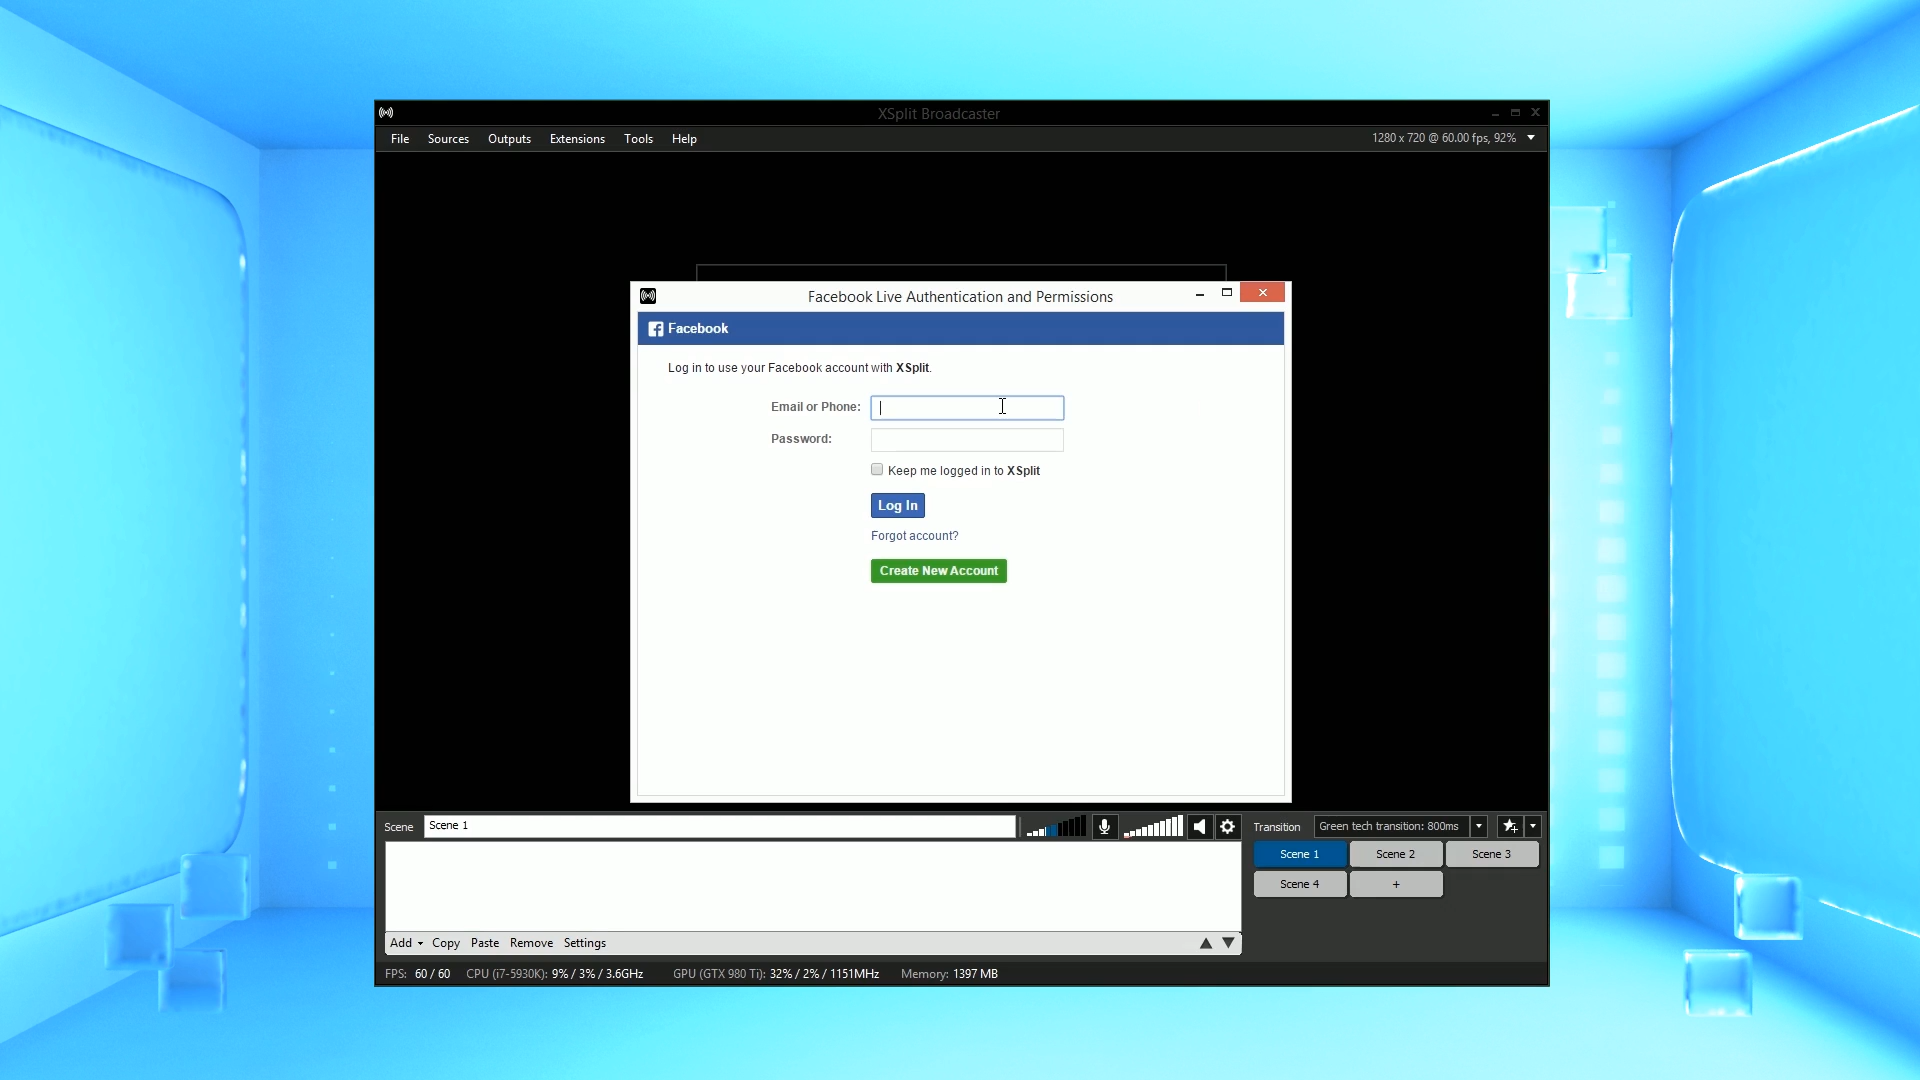 XSplit Broadcaster
File Sources Outputs Extensions Tools Help
1280 x 720 @ 60.00 fps, 92%
Facebook Live Authentication and Permissions
Facebook
Log in to use your Facebook account with XSplit.
Email or Phone:
Password:
Keep me logged in to XSplit
Log In
Forgot account?
Create New Account
Scene Scene 1
Transition Green tech transition: 800ms
Scene 1 Scene 2 Scene 3
Scene 4 +
Add Copy Paste Remove Settings
FPS: 60 / 60 CPU (i7-5930K): 9% / 3% / 3.6GHz GPU (GTX 980 Ti): 32% / 2% / 1151MHz Memory: 1397 MB